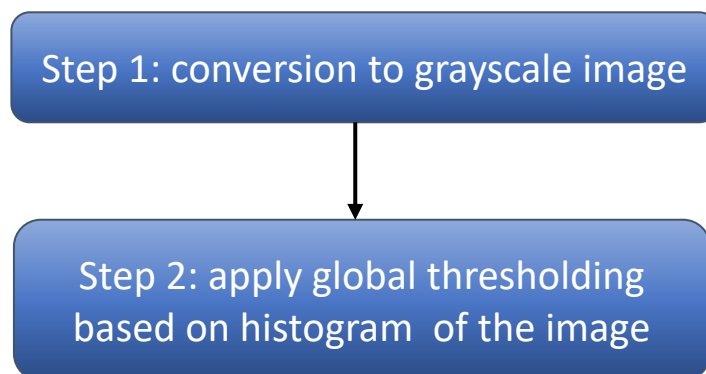 Step 1: conversion to grayscale image
Step 2: apply global thresholding
based on histogram  of the image